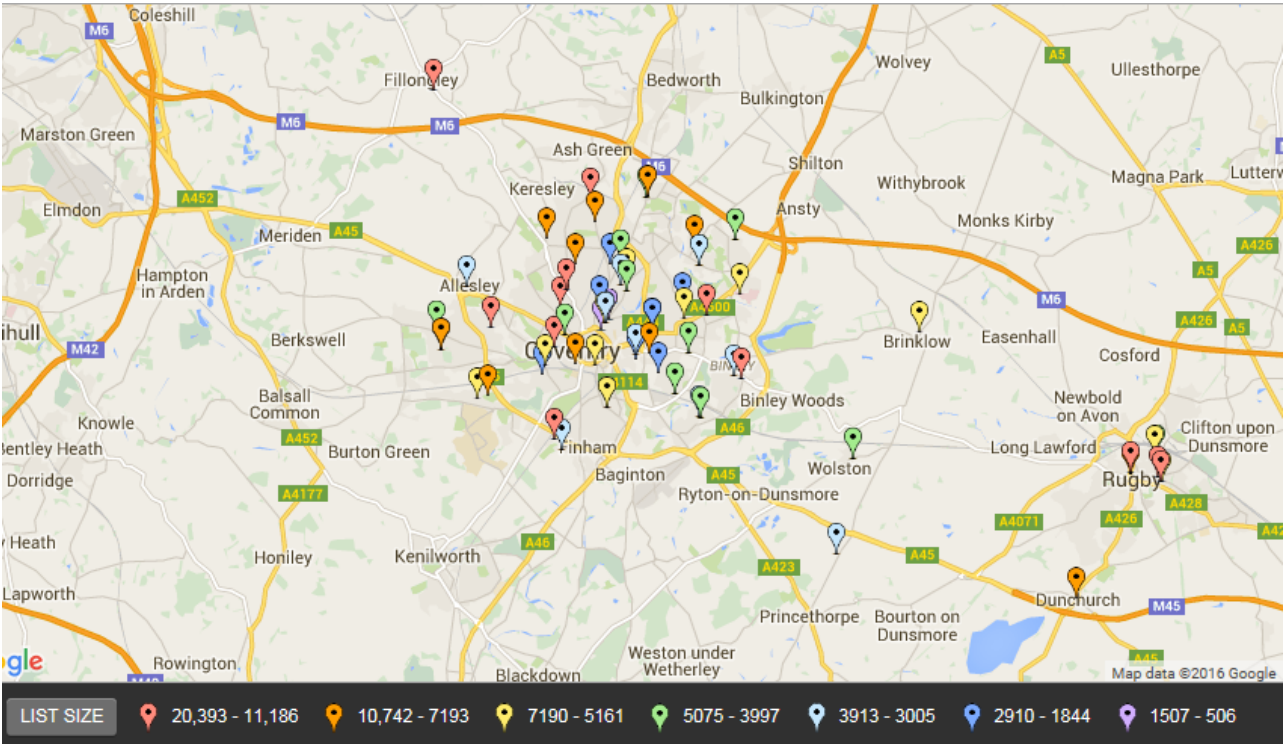 Coleshill
M6
Wolvey
A5
Ullesthorpe
Fillongley
Bedworth
Bulkington
M6
M6
Marston Green
Ash Green
M6
Shilton
Magna Park
Lutterw
Keresley
Withybrook
A452
Elmdon
Ansty
Monks Kirby
Meriden
A45
A426
Hampton
in Arden
Allesley
A5
M6
A4600
A426
A5
ihull
M42
Berkswell
Brinklow
Easenhall
Cosford
Coventry
BINLEY
A114
Balsall
Common
Binley Woods
Newbold
on Avon
Knowle
A46
Clifton upon
Dunsmore
Bentley Heath
A452
Burton Green
Finham
Long Lawford
Dorridge
Baginton
A45
Wolston
Rugby
A4177
Ryton-on-Dunsmore
A428
A4071
A426
y Heath
A46
Honiley
Kenilworth
A45
A423
Lapworth
Dunchurch
M45
Princethorpe
Bourton on
Dunsmore
Weston under
Wetherley
A45
gle
Rowington
Blackdown
Map data ©2016 Google
LIST SIZE 20,393 - 11,186 10,742 - 7193 7190 - 5161 5075 - 3997 3913 - 3005 2910 - 1844 1507 - 506